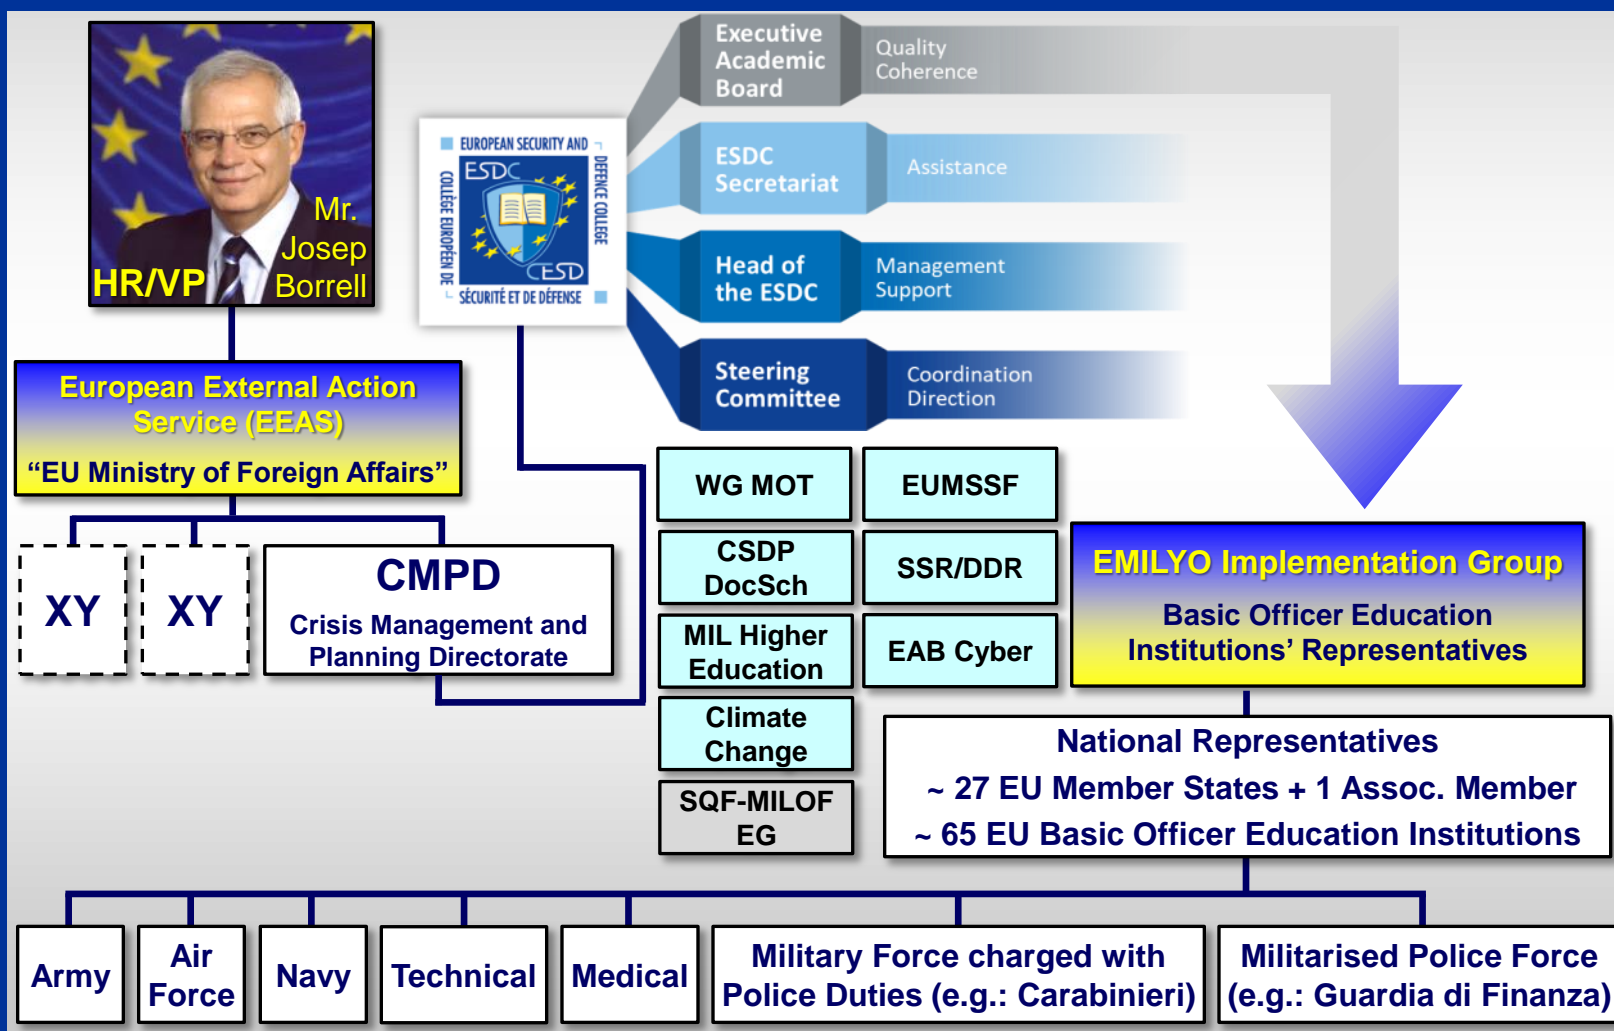 Mr.
Josep
Borrell
HR/VP
EUROPEAN SECURITY AND
DEFENCE COLLEGE
COLLÈGE EUROPÉEN DE
SÉCURITÉ ET DE DÉFENSE
ESDC
CESD
Executive
Academic
Board
Quality
Coherence
ESDC
Secretariat
Assistance
Head of
the ESDC
Management
Support
Steering
Committee
Coordination
Direction
European External Action
Service (EEAS)
“EU Ministry of Foreign Affairs”
XY
XY
CMPD
Crisis Management and
Planning Directorate
WG MOT
EUMSSF
CSDP
DocSch
SSR/DDR
MIL Higher
Education
EAB Cyber
Climate
Change
SQF-MILOF
EG
EMILYO Implementation Group
Basic Officer Education
Institutions’ Representatives
National Representatives
~ 27 EU Member States + 1 Assoc. Member
~ 65 EU Basic Officer Education Institutions
Army
Air
Force
Navy
Technical
Medical
Military Force charged with
Police Duties (e.g.: Carabinieri)
Militarised Police Force
(e.g.: Guardia di Finanza)